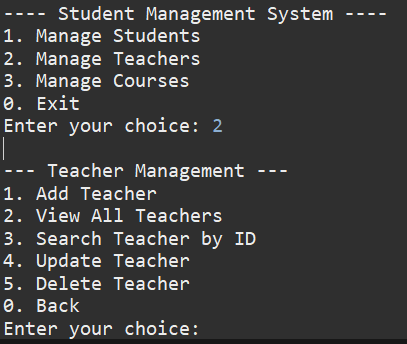 ---- Student Management System ----
1. Manage Students
2. Manage Teachers
3. Manage Courses
0. Exit
Enter your choice: 2
--- Teacher Management ---
1. Add Teacher
2. View All Teachers
3. Search Teacher by ID
4. Update Teacher
5. Delete Teacher
0. Back
Enter your choice: